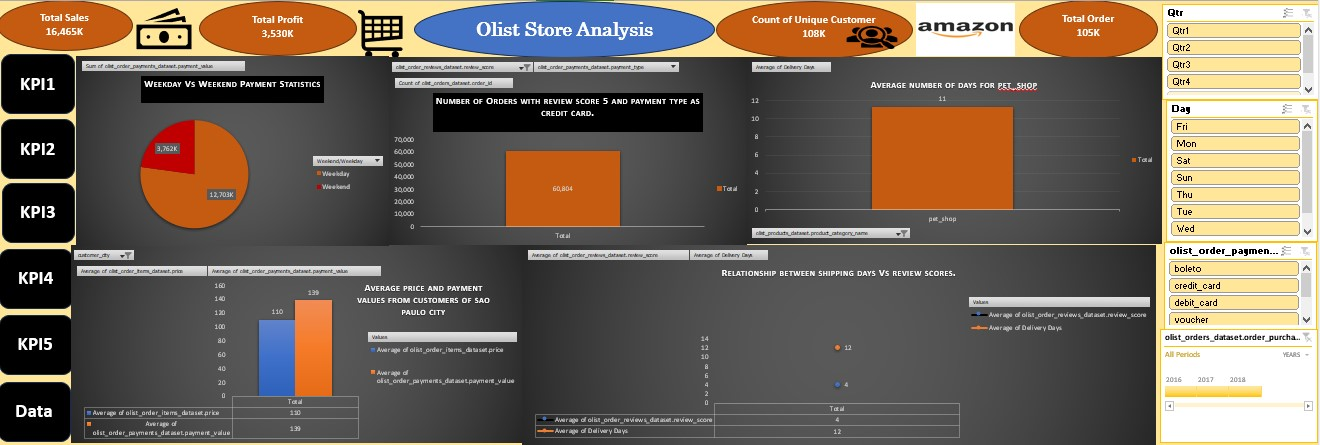 Total Sales
16,465K
Total Profit
3,530K
Olist Store Analysis
Count of Unique Customer
108K
amazon
Total Order
105K
KPI1
KPI2
KPI3
KPI4
KPI5
Data
Sum of olist_order_payments_dataset.payment_value
Weekday Vs Weekend Payment Statistics
3,762K
12,703K
Weekend/Weekday
Weekday
Weekend
olist_order_reviews_dataset.review_score
olist_order_payments_dataset.payment_type
Count of olist_orders_dataset.order_id
Number of Orders with review score 5 and payment type as
credit card.
70,000
60,000
50,000
40,000
30,000
20,000
10,000
0
60,804
Total
Total
Average of Delivery Days
Average number of days for pet_shop
12
10
8
6
4
2
0
11
pet_shop
Total
olist_products_dataset.product_category_name
customer_city
Average of olist_order_items_dataset.price
Average of olist_order_payments_dataset.payment_value
Average price and payment
values from customers of sao
paulo city
160
140
120
100
80
60
40
20
0
110
139
Values
Average of olist_order_items_dataset.price
Average of
olist_order_payments_dataset.payment_value
Total
Average of olist_order_items_dataset.price
110
Average of
olist_order_payments_dataset.payment_value
139
Average of olist_order_reviews_dataset.review_score
Average of Delivery Days
Relationship between shipping days Vs review scores.
Values
Average of olist_order_reviews_dataset.review_score
Average of Delivery Days
14
12
10
8
6
4
2
0
12
4
Total
Average of olist_order_reviews_dataset.review_score
4
Average of Delivery Days
12
Qtr
Qtr1
Qtr2
Qtr3
Qtr4
Day
Fri
Mon
Sat
Sun
Thu
Tue
Wed
olist_order_paymen...
boleto
credit_card
debit_card
voucher
olist_orders_dataset.order_purcha...
All Periods
YEARS
2016 2017 2018